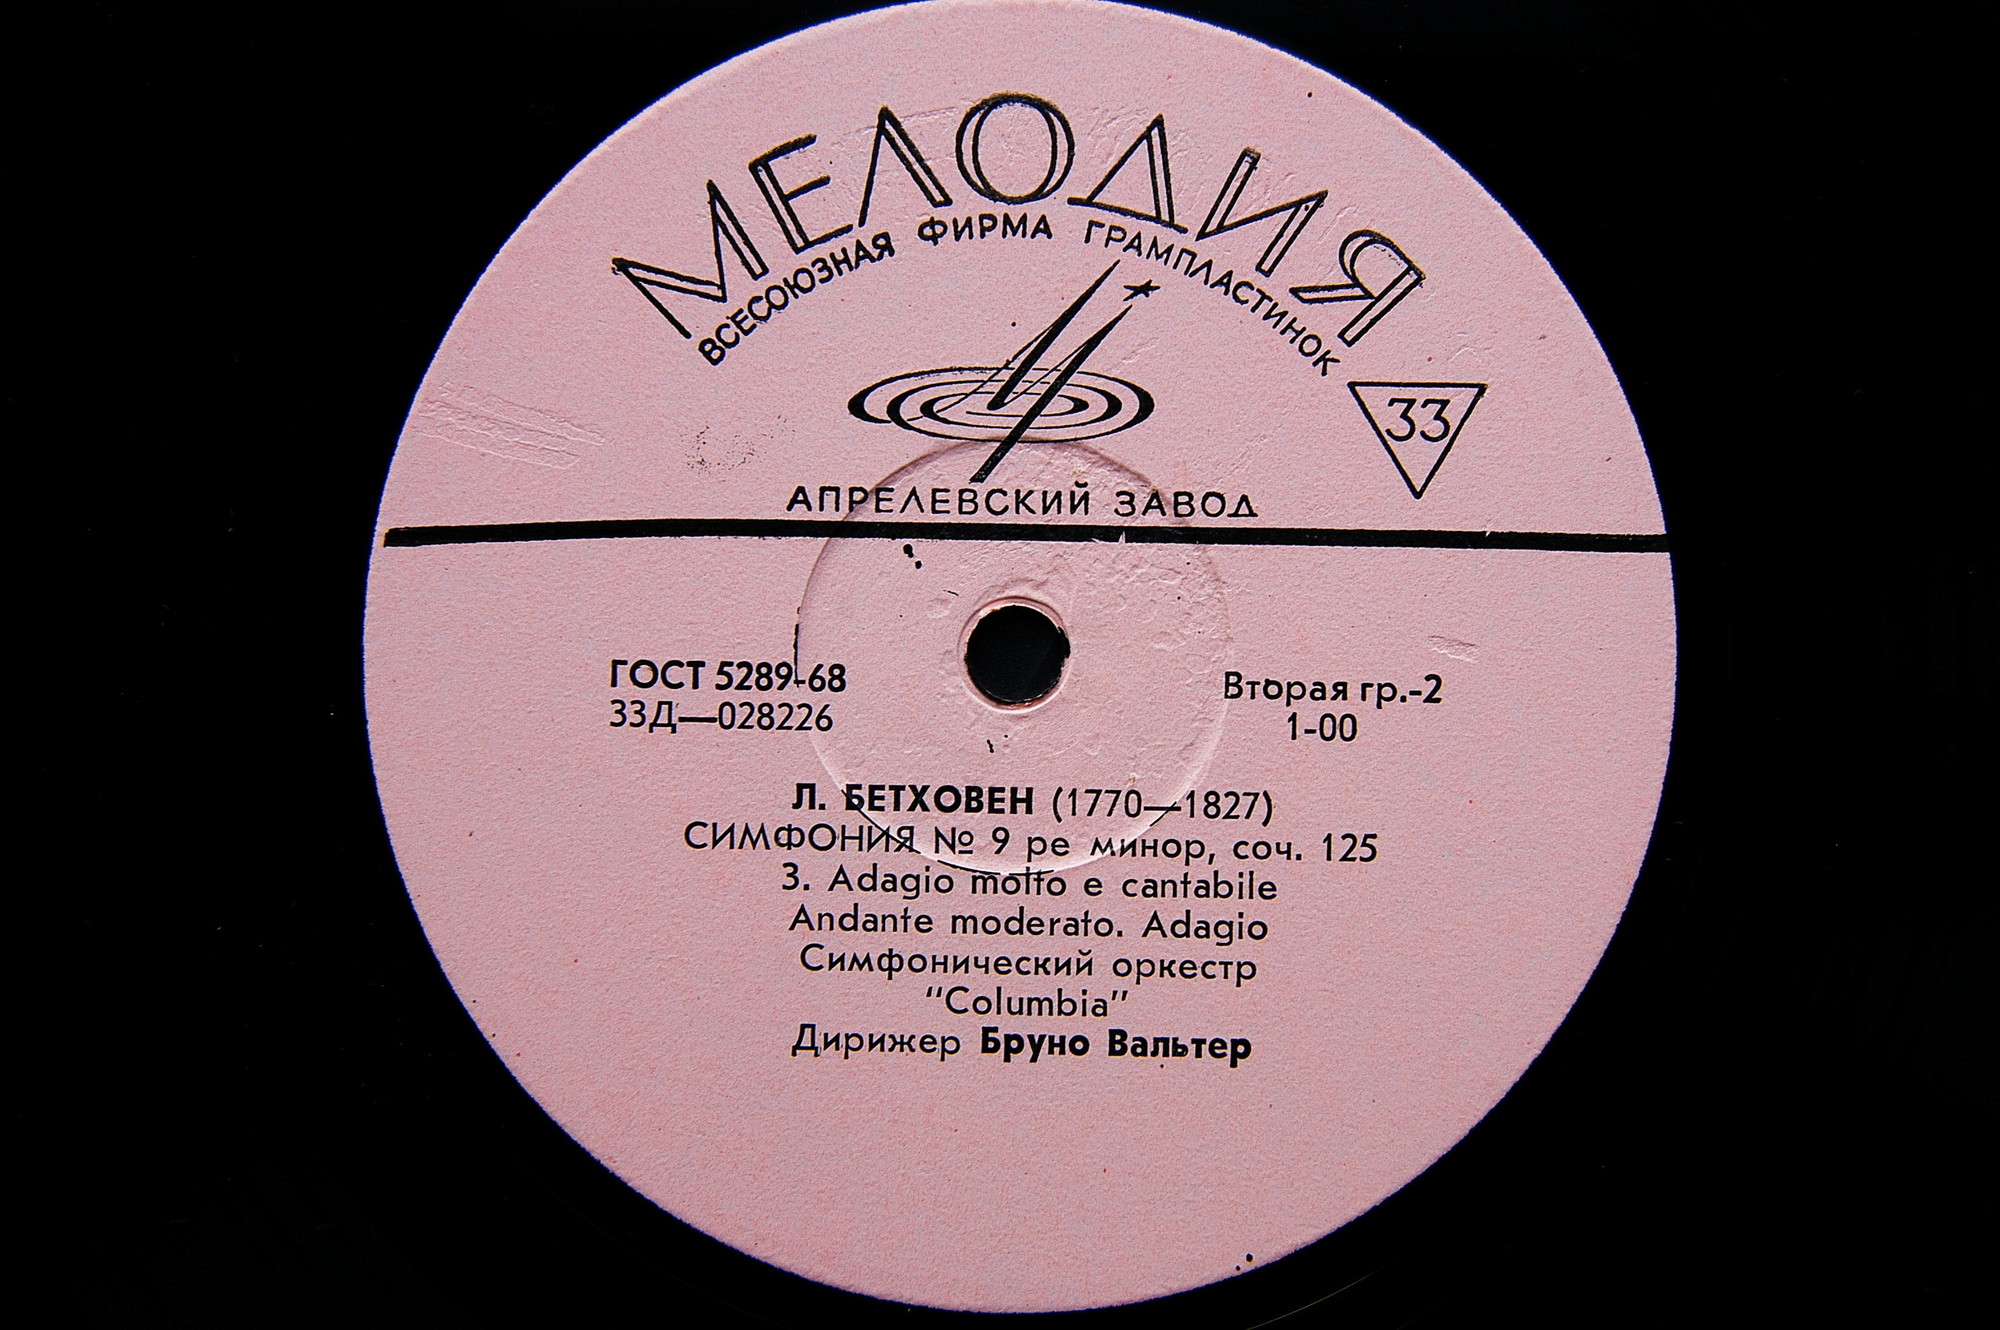 МЕЛОДИЯ
ВСЕСОЮЗНАЯ ФИРМА ГРАМПЛАСТИНОК
33
АПРЕЛЕВСКИЙ ЗАВОД
ГОСТ 5289-68
33Д—028226
Вторая гр.-2
1-00
Л. БЕТХОВЕН (1770—1827)
СИМФОНИЯ № 9 ре минор, соч. 125
3. Adagio molto e cantabile
Andante moderato. Adagio
Симфонический оркестр
“Columbia”
Дирижер Бруно Вальтер